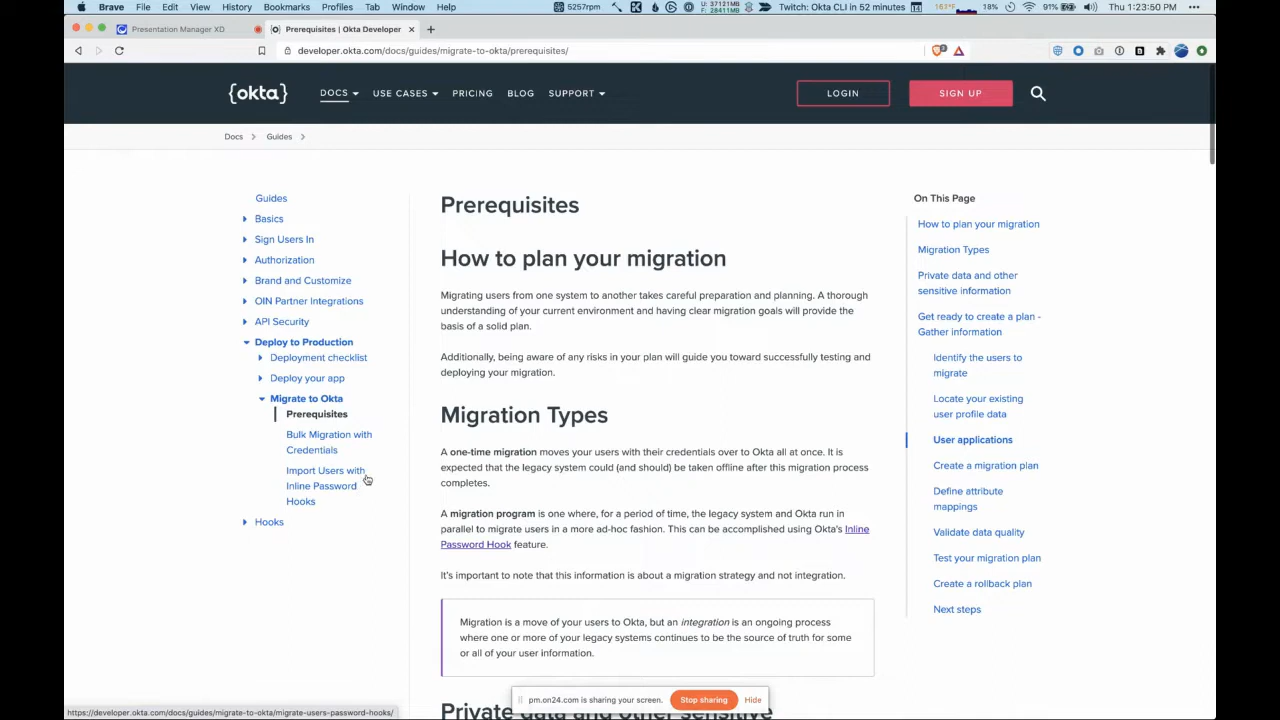 Brave File Edit View History Bookmarks Profiles Tab Window Help
5257rpm
Twitch: Okta CLI in 52 minutes
18% 91% Thu 1:23:50 PM
Presentation Manager XD
Prerequisites | Okta Developer
developer.okta.com/docs/guides/migrate-to-okta/prerequisites/
{okta}
DOCS USE CASES PRICING BLOG SUPPORT
LOGIN
SIGN UP
Docs Guides
Guides
Basics
Sign Users In
Authorization
Brand and Customize
OIN Partner Integrations
API Security
Deploy to Production
Deployment checklist
Deploy your app
Migrate to Okta
Prerequisites
Bulk Migration with
Credentials
Import Users with
Inline Password
Hooks
Hooks
Prerequisites
How to plan your migration
Migrating users from one system to another takes careful preparation and planning. A thorough
understanding of your current environment and having clear migration goals will provide the
basis of a solid plan.
Additionally, being aware of any risks in your plan will guide you toward successfully testing and
deploying your migration.
Migration Types
A one-time migration moves your users with their credentials over to Okta all at once. It is
expected that the legacy system could (and should) be taken offline after this migration process
completes.
A migration program is one where, for a period of time, the legacy system and Okta run in
parallel to migrate users in a more ad-hoc fashion. This can be accomplished using Okta's Inline
Password Hook feature.
It's important to note that this information is about a migration strategy and not integration.
Migration is a move of your users to Okta, but an integration is an ongoing process
where one or more of your legacy systems continues to be the source of truth for some
or all of your user information.
Private data and other sensitive
On This Page
How to plan your migration
Migration Types
Private data and other
sensitive information
Get ready to create a plan -
Gather information
Identify the users to
migrate
Locate your existing
user profile data
User applications
Create a migration plan
Define attribute
mappings
Validate data quality
Test your migration plan
Create a rollback plan
Next steps
pm.on24.com is sharing your screen.
Stop sharing
Hide
https://developer.okta.com/docs/guides/migrate-to-okta/migrate-users-password-hooks/